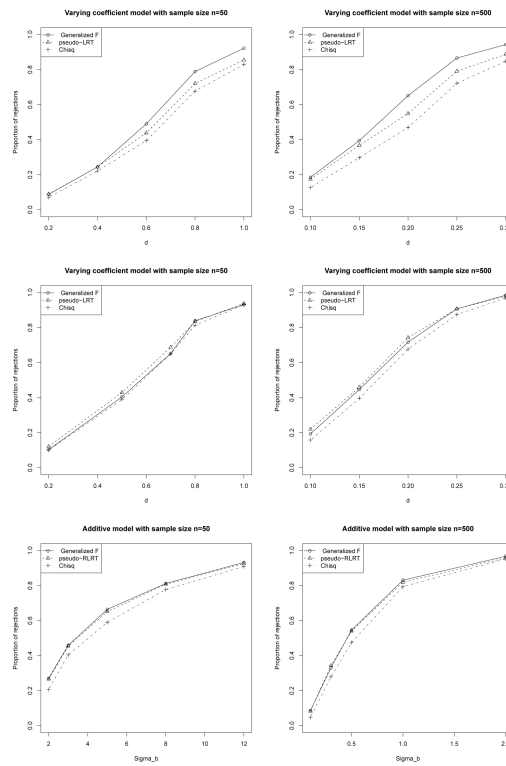 Varying coefficient model with sample size n=50
Generalized F
pseudo-LRT
Chisq
Proportion of rejections
0.0
0.2
0.4
0.6
0.8
1.0
0.2
0.4
0.6
0.8
1.0
d
Varying coefficient model with sample size n=500
Generalized F
pseudo-LRT
Chisq
Proportion of rejections
0.0
0.2
0.4
0.6
0.8
1.0
0.10
0.15
0.20
0.25
d
Varying coefficient model with sample size n=50
Generalized F
pseudo-LRT
Chisq
Proportion of rejections
0.0
0.2
0.4
0.6
0.8
1.0
0.2
0.4
0.6
0.8
1.0
d
Varying coefficient model with sample size n=500
Generalized F
pseudo-LRT
Chisq
Proportion of rejections
0.0
0.2
0.4
0.6
0.8
1.0
0.10
0.15
0.20
0.25
d
Additive model with sample size n=50
Generalized F
pseudo-RLRT
Chisq
Proportion of rejections
0.0
0.2
0.4
0.6
0.8
1.0
2
4
6
8
10
12
Sigma_b
Additive model with sample size n=500
Generalized F
pseudo-RLRT
Chisq
Proportion of rejections
0.0
0.2
0.4
0.6
0.8
1.0
0.5
1.0
1.5
Sigma_b